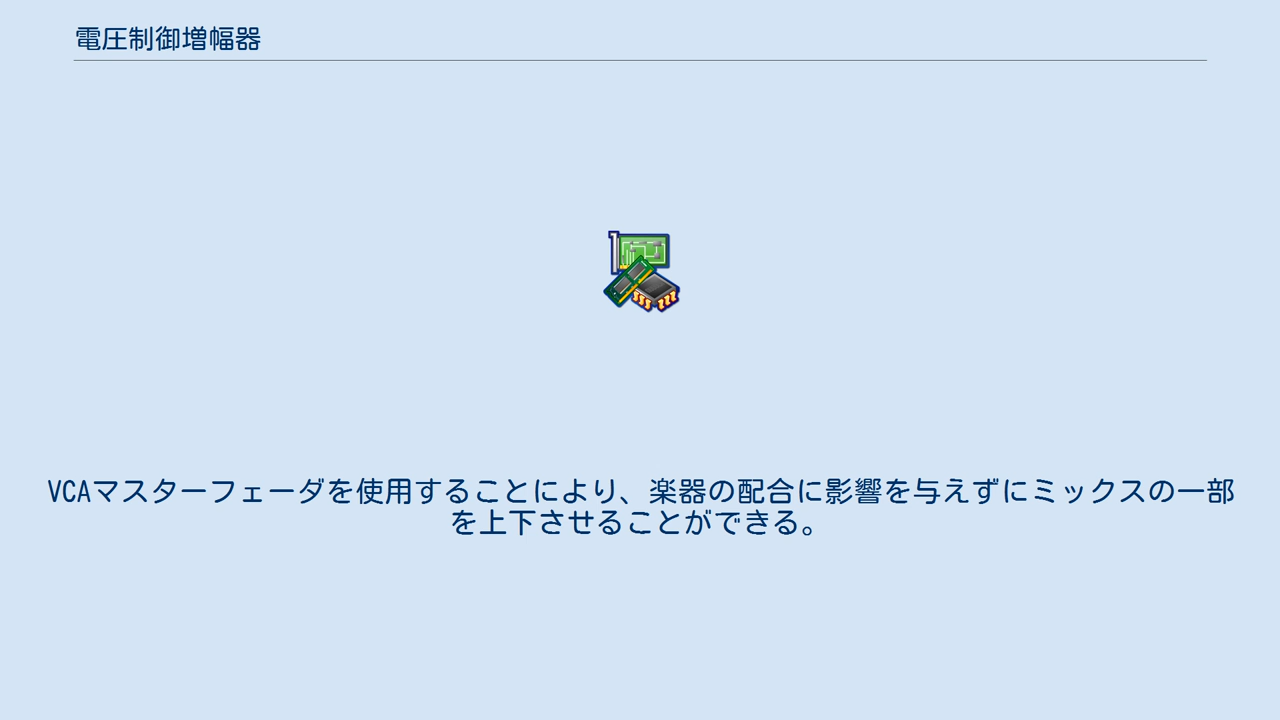 電圧制御増幅器
VCAマスターフェーダを使用することにより、楽器の配合に影響を与えずにミックスの一部
を上下させることができる。